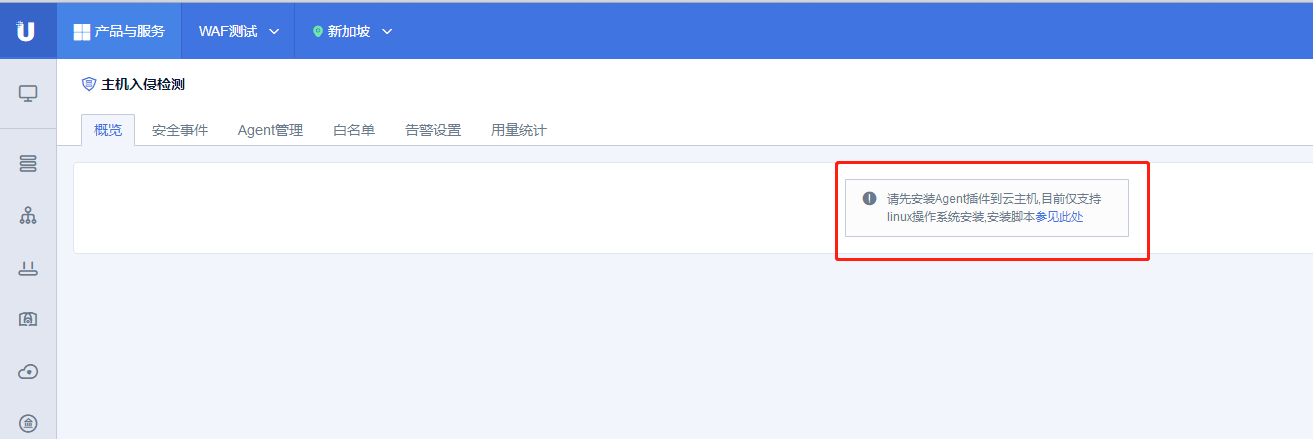 U 产品与服务 WAF测试 新加坡
主机入侵检测
概览 安全事件 Agent管理 白名单 告警设置 用量统计
请先安装Agent插件到云主机,目前仅支持
linux操作系统安装,安装脚本参见此处